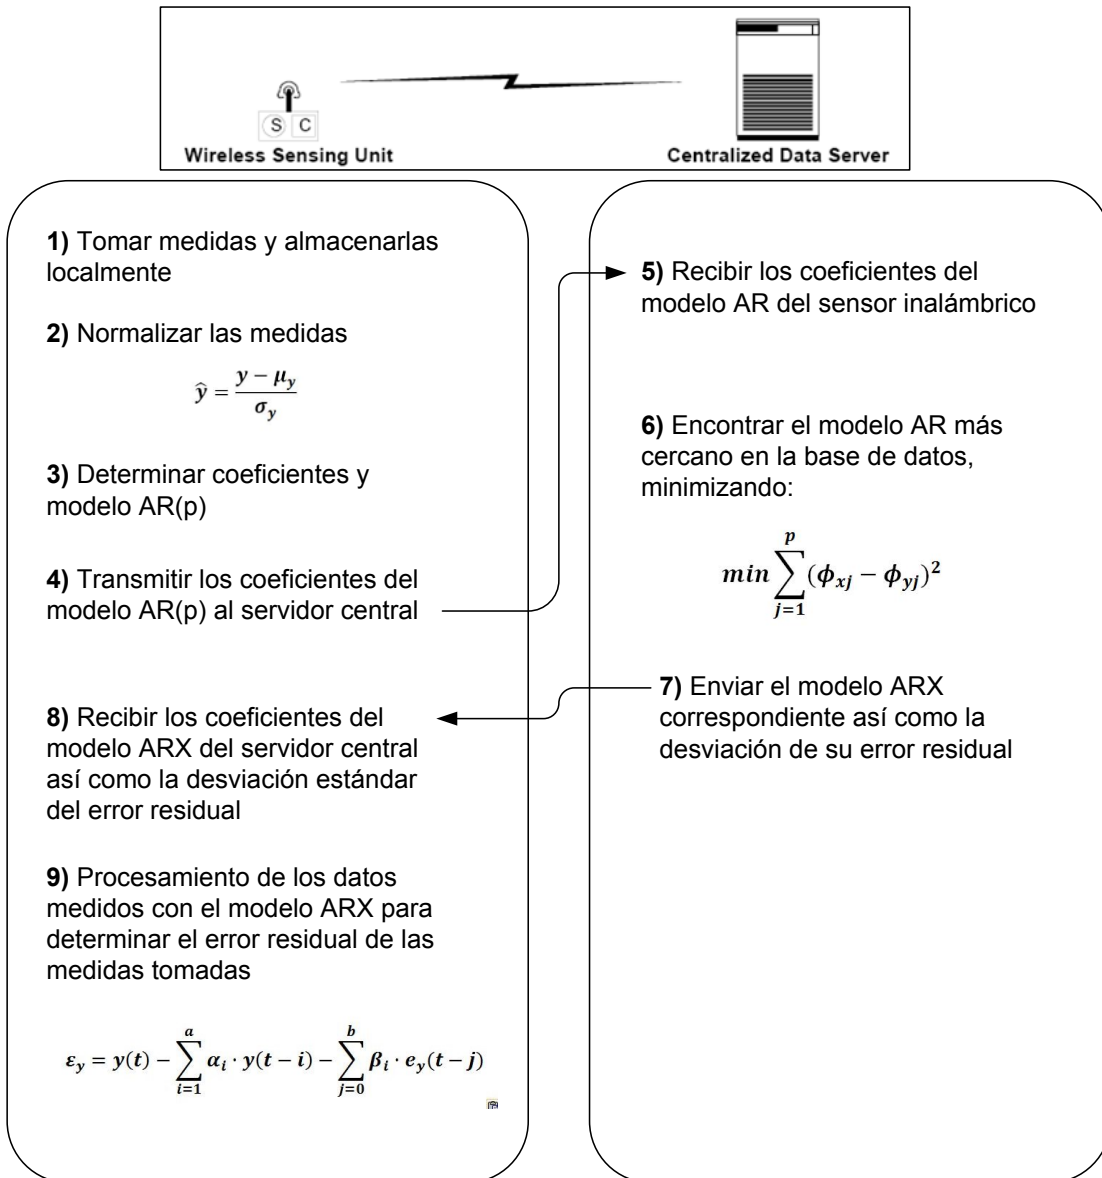 S C
Wireless Sensing Unit
Centralized Data Server
1) Tomar medidas y almacenarlas
localmente
2) Normalizar las medidas
ŷ = (y − μ_y) / σ_y
3) Determinar coeficientes y
modelo AR(p)
4) Transmitir los coeficientes del
modelo AR(p) al servidor central
5) Recibir los coeficientes del
modelo AR del sensor inalámbrico
6) Encontrar el modelo AR más
cercano en la base de datos,
minimizando:
min ∑_{j=1}^{p} (ϕ_{xj} − ϕ_{yj})²
7) Enviar el modelo ARX
correspondiente así como la
desviación de su error residual
8) Recibir los coeficientes del
modelo ARX del servidor central
así como la desviación estándar
del error residual
9) Procesamiento de los datos
medidos con el modelo ARX para
determinar el error residual de las
medidas tomadas
ε_y = y(t) − ∑_{i=1}^{a} α_i · y(t − i) − ∑_{j=0}^{b} β_i · e_y(t − j)